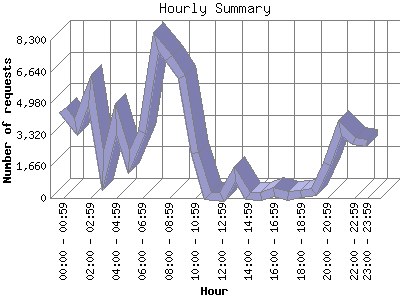 Hourly Summary
Number of requests
8,300
6,640
4,980
3,320
1,660
0
00:00 - 00:59
02:00 - 02:59
04:00 - 04:59
06:00 - 06:59
08:00 - 08:59
10:00 - 10:59
12:00 - 12:59
14:00 - 14:59
16:00 - 16:59
18:00 - 18:59
20:00 - 20:59
22:00 - 22:59
23:00 - 23:59
Hour